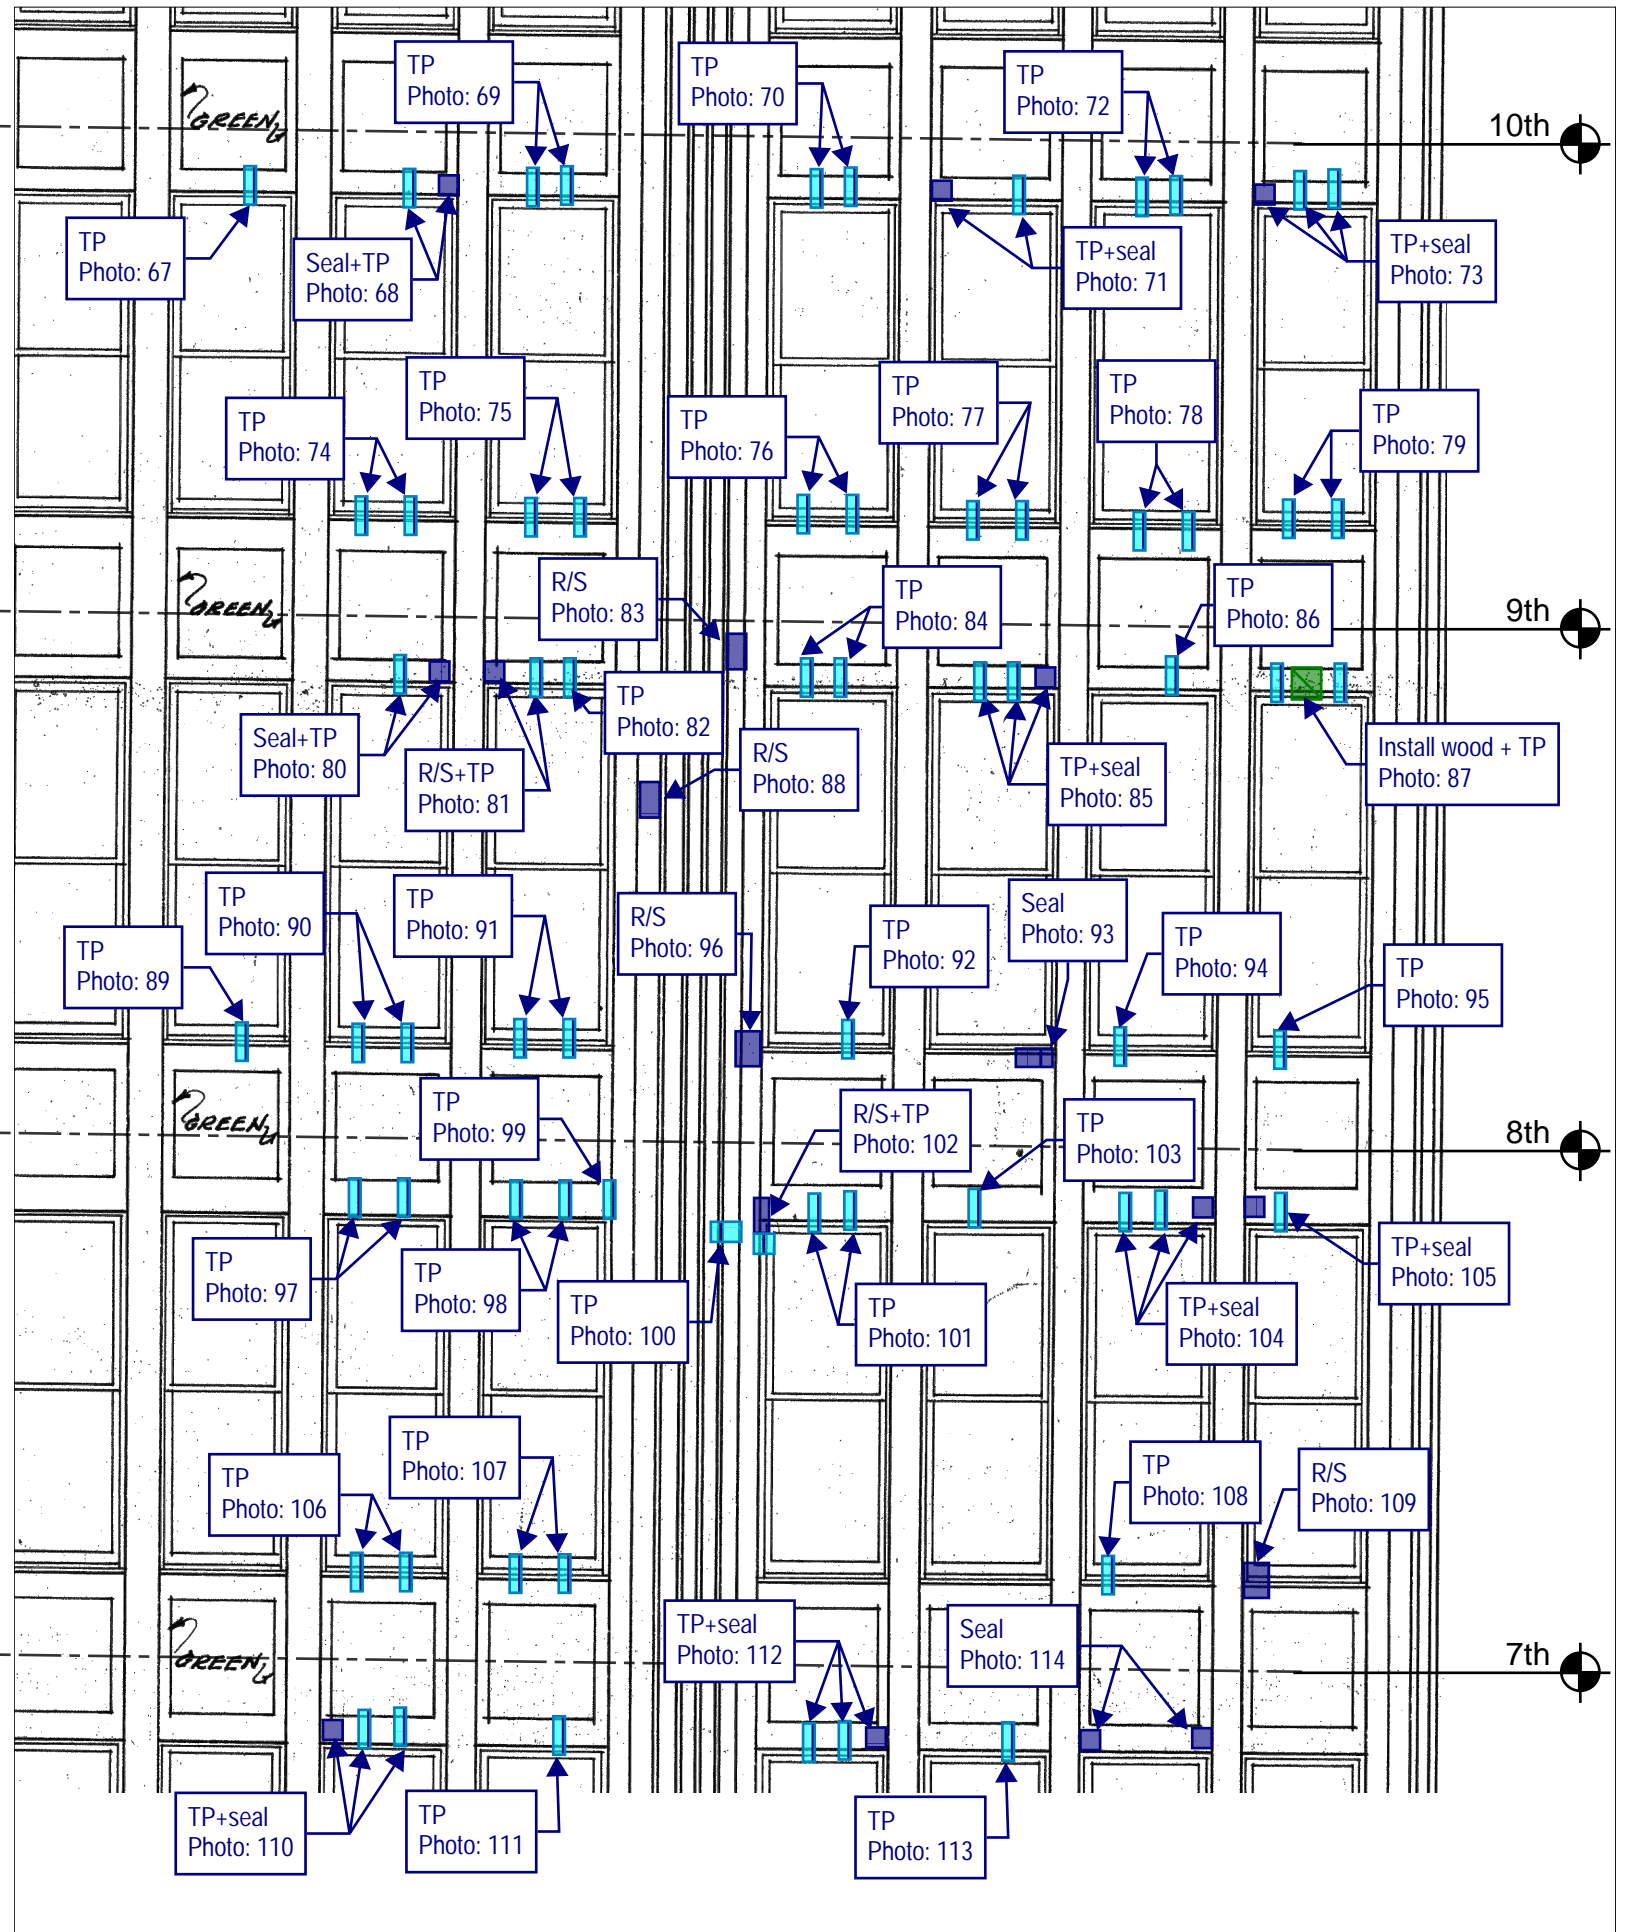 TP
Photo: 69
TP
Photo: 70
TP
Photo: 72
10th
GREEN
TP
Photo: 67
Seal+TP
Photo: 68
TP+seal
Photo: 71
TP+seal
Photo: 73
TP
Photo: 74
TP
Photo: 75
TP
Photo: 76
TP
Photo: 77
TP
Photo: 78
TP
Photo: 79
GREEN
R/S
Photo: 83
TP
Photo: 84
TP
Photo: 86
9th
Seal+TP
Photo: 80
R/S+TP
Photo: 81
TP
Photo: 82
R/S
Photo: 88
TP+seal
Photo: 85
Install wood + TP
Photo: 87
TP
Photo: 89
TP
Photo: 90
TP
Photo: 91
R/S
Photo: 96
TP
Photo: 92
Seal
Photo: 93
TP
Photo: 94
TP
Photo: 95
GREEN
TP
Photo: 99
R/S+TP
Photo: 102
TP
Photo: 103
8th
TP
Photo: 97
TP
Photo: 98
TP
Photo: 100
TP
Photo: 101
TP+seal
Photo: 104
TP+seal
Photo: 105
TP
Photo: 106
TP
Photo: 107
TP
Photo: 108
R/S
Photo: 109
GREEN
TP+seal
Photo: 112
Seal
Photo: 114
7th
TP+seal
Photo: 110
TP
Photo: 111
TP
Photo: 113